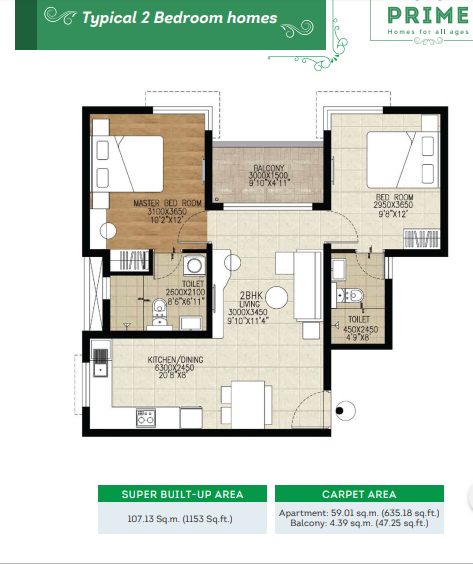 Typical 2 Bedroom homes
PRIME
Homes for all ages
BALCONY
3000X1500
9'10"X4'11"
MASTER BED ROOM
3100X3650
10'2"X12'
BED ROOM
2950X3650
9'8"X12'
TOILET
2600X2100
8'6"X6'11"
2BHK
LIVING
3000X3450
9'10"X11'4"
TOILET
450X2450
4'9"X8'
KITCHEN/DINING
6300X2450
20'8"X8'
SUPER BUILT-UP AREA
107.13 Sq.m. (1153 Sq.ft.)
CARPET AREA
Apartment: 59.01 sq.m. (635.18 sq.ft.)
Balcony: 4.39 sq.m. (47.25 sq.ft.)